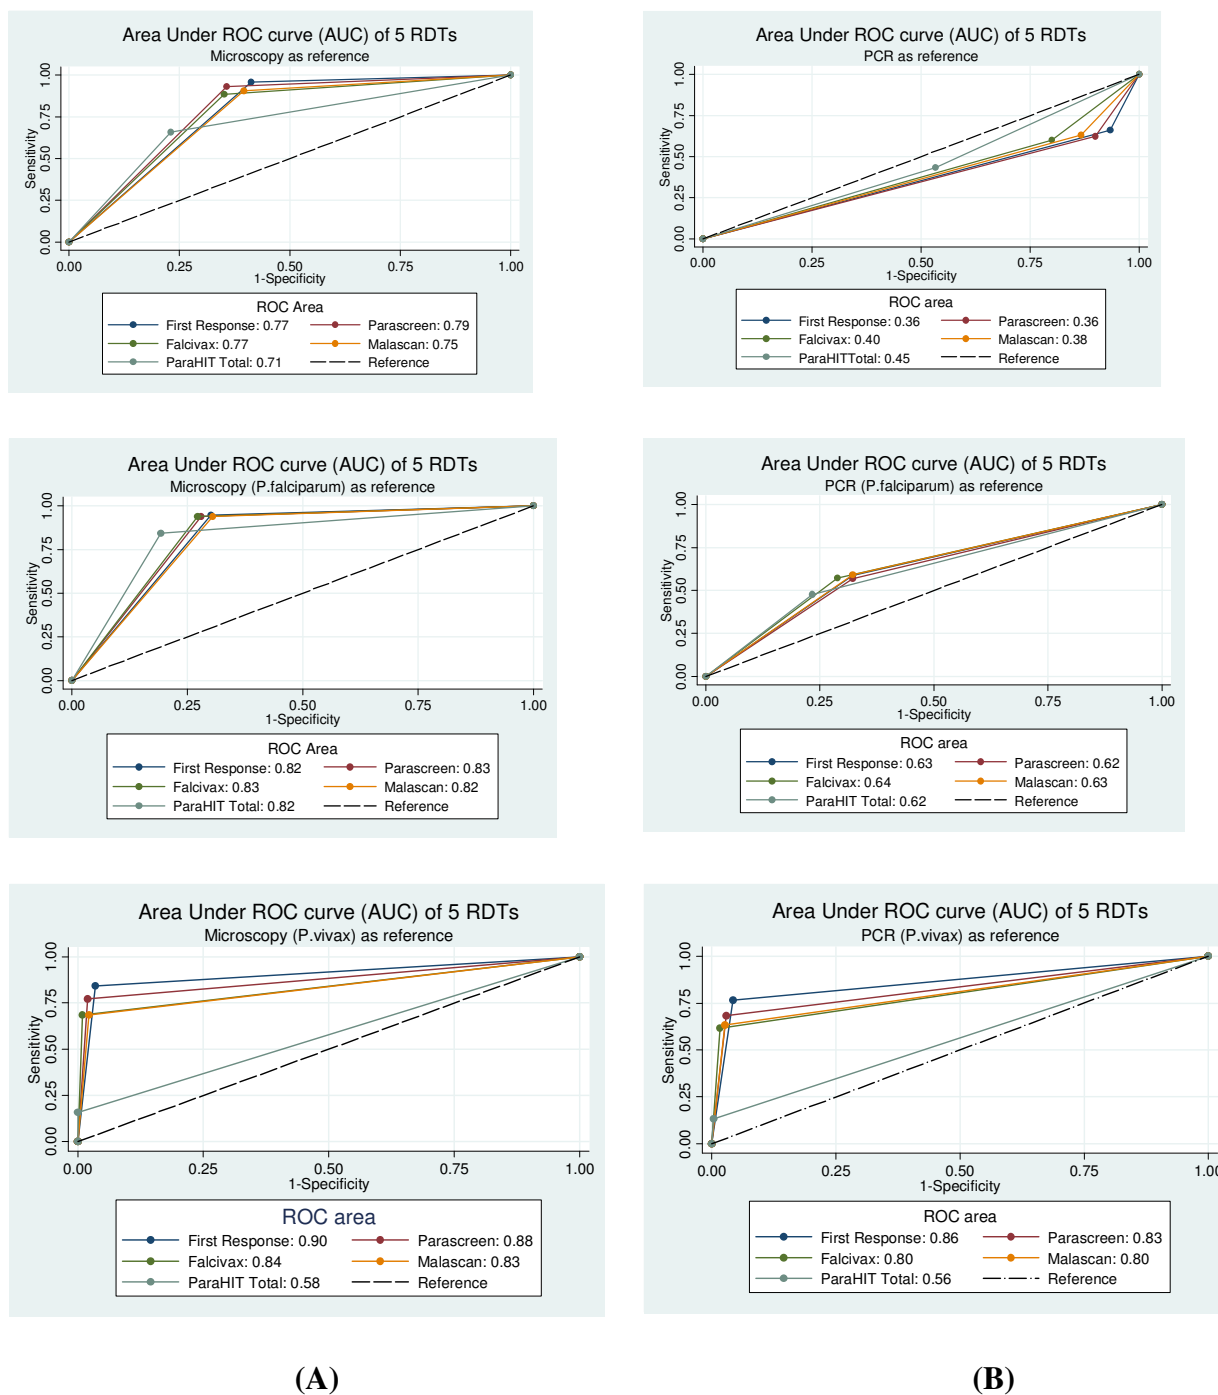 Area Under ROC curve (AUC) of 5 RDTs
Microscopy as reference
Sensitivity
1.00
0.75
0.50
0.25
0.00
0.00 0.25 0.50 0.75 1.00
1-Specificity
ROC Area
First Response: 0.77 Parascreen: 0.79
Falcivax: 0.77 Malascan: 0.75
ParaHIT Total: 0.71 Reference
Area Under ROC curve (AUC) of 5 RDTs
PCR as reference
Sensitivity
1.00
0.75
0.50
0.25
0.00
0.00 0.25 0.50 0.75 1.00
1-Specificity
ROC area
First Response: 0.36 Parascreen: 0.36
Falcivax: 0.40 Malascan: 0.38
ParaHITTotal: 0.45 Reference
Area Under ROC curve (AUC) of 5 RDTs
Microscopy (P.falciparum) as reference
Sensitivity
1.00
0.75
0.50
0.25
0.00
0.00 0.25 0.50 0.75 1.00
1-Specificity
ROC Area
First Response: 0.82 Parascreen: 0.83
Falcivax: 0.83 Malascan: 0.82
ParaHIT Total: 0.82 Reference
Area Under ROC curve (AUC) of 5 RDTs
PCR (P.falciparum) as reference
Sensitivity
1.00
0.75
0.50
0.25
0.00
0.00 0.25 0.50 0.75 1.00
1-Specificity
ROC area
First Response: 0.63 Parascreen: 0.62
Falcivax: 0.64 Malascan: 0.63
ParaHIT Total: 0.62 Reference
Area Under ROC curve (AUC) of 5 RDTs
Microscopy (P.vivax) as reference
Sensitivity
1.00
0.75
0.50
0.25
0.00
0.00 0.25 0.50 0.75 1.00
1-Specificity
ROC area
First Response: 0.90 Parascreen: 0.88
Falcivax: 0.84 Malascan: 0.83
ParaHIT Total: 0.58 Reference
Area Under ROC curve (AUC) of 5 RDTs
PCR (P.vivax) as reference
Sensitivity
1.00
0.75
0.50
0.25
0.00
0.00 0.25 0.50 0.75 1.00
1-Specificity
ROC area
First Response: 0.86 Parascreen: 0.83
Falcivax: 0.80 Malascan: 0.80
ParaHIT Total: 0.56 Reference
(A) (B)